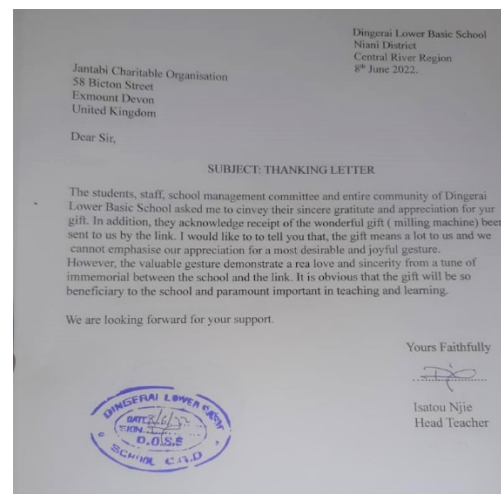 Dingerai Lower Basic School
Niani District
Central River Region
8th June 2022.
Jantabi Charitable Organisation
58 Bicton Street
Exmount Devon
United Kingdom
Dear Sir,
SUBJECT: THANKING LETTER
The students, staff, school management committee and entire community of Dingerai
Lower Basic School asked me to cinvey their sincere gratitude and appreciation for yur
gift. In addition, they acknowledge receipt of the wonderful gift ( milling machine) beet
sent to us by the link. I would like to to tell you that, the gift means a lot to us and we
cannot emphasise our appreciation for a most desirable and joyful gesture.
However, the valuable gesture demonstrate a rea love and sincerity from a tune of
immemorial between the school and the link. It is obvious that the gift will be so
beneficiary to the school and paramount important in teaching and learning.
We are looking forward for your support.
Yours Faithfully
Isatou Njie
Head Teacher
DINGERAI LOWER BASIC
DATE
SIGN
D.O.S.S
SCHOOL C.R.D